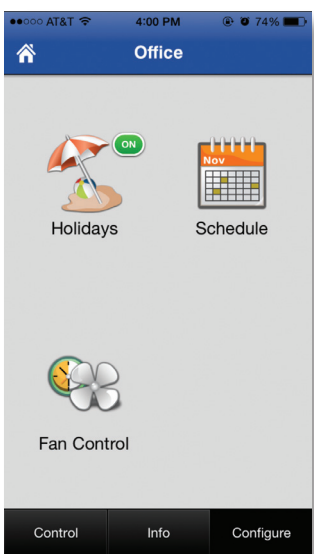 AT&T 4:00 PM 74%
Office
ON
Nov
Holidays Schedule
Fan Control
Control Info Configure